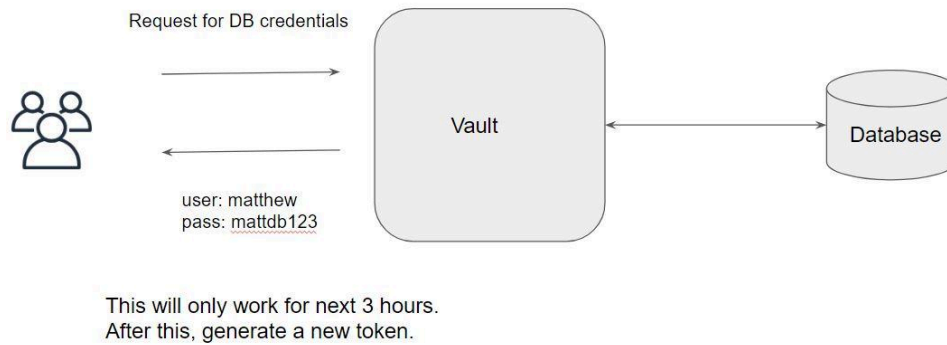 Request for DB credentials
Vault
Database
user: matthew
pass: mattdb123
This will only work for next 3 hours.
After this, generate a new token.